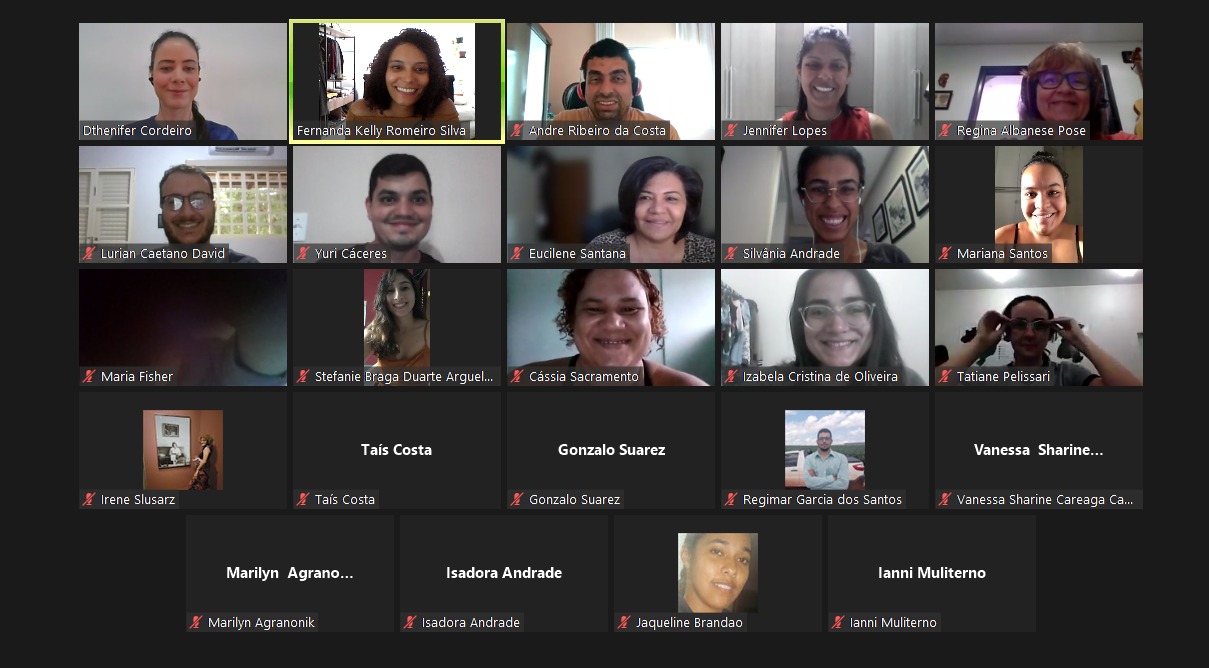 Dthenifer Cordeiro
Fernanda Kelly Romeiro Silva
Andre Ribeiro da Costa
Jennifer Lopes
Regina Albanese Pose
Lurian Caetano David
Yuri Cáceres
Eucilene Santana
Silvânia Andrade
Mariana Santos
Maria Fisher
Stefanie Braga Duarte Arguel...
Cássia Sacramento
Izabela Cristina de Oliveira
Tatiane Pelissari
Irene Slusarz
Taís Costa
Taís Costa
Gonzalo Suarez
Gonzalo Suarez
Regimar Garcia dos Santos
Vanessa Sharine...
Vanessa Sharine Careaga Ca...
Marilyn Agrano...
Marilyn Agranonik
Isadora Andrade
Isadora Andrade
Jaqueline Brandao
Ianni Muliterno
Ianni Muliterno